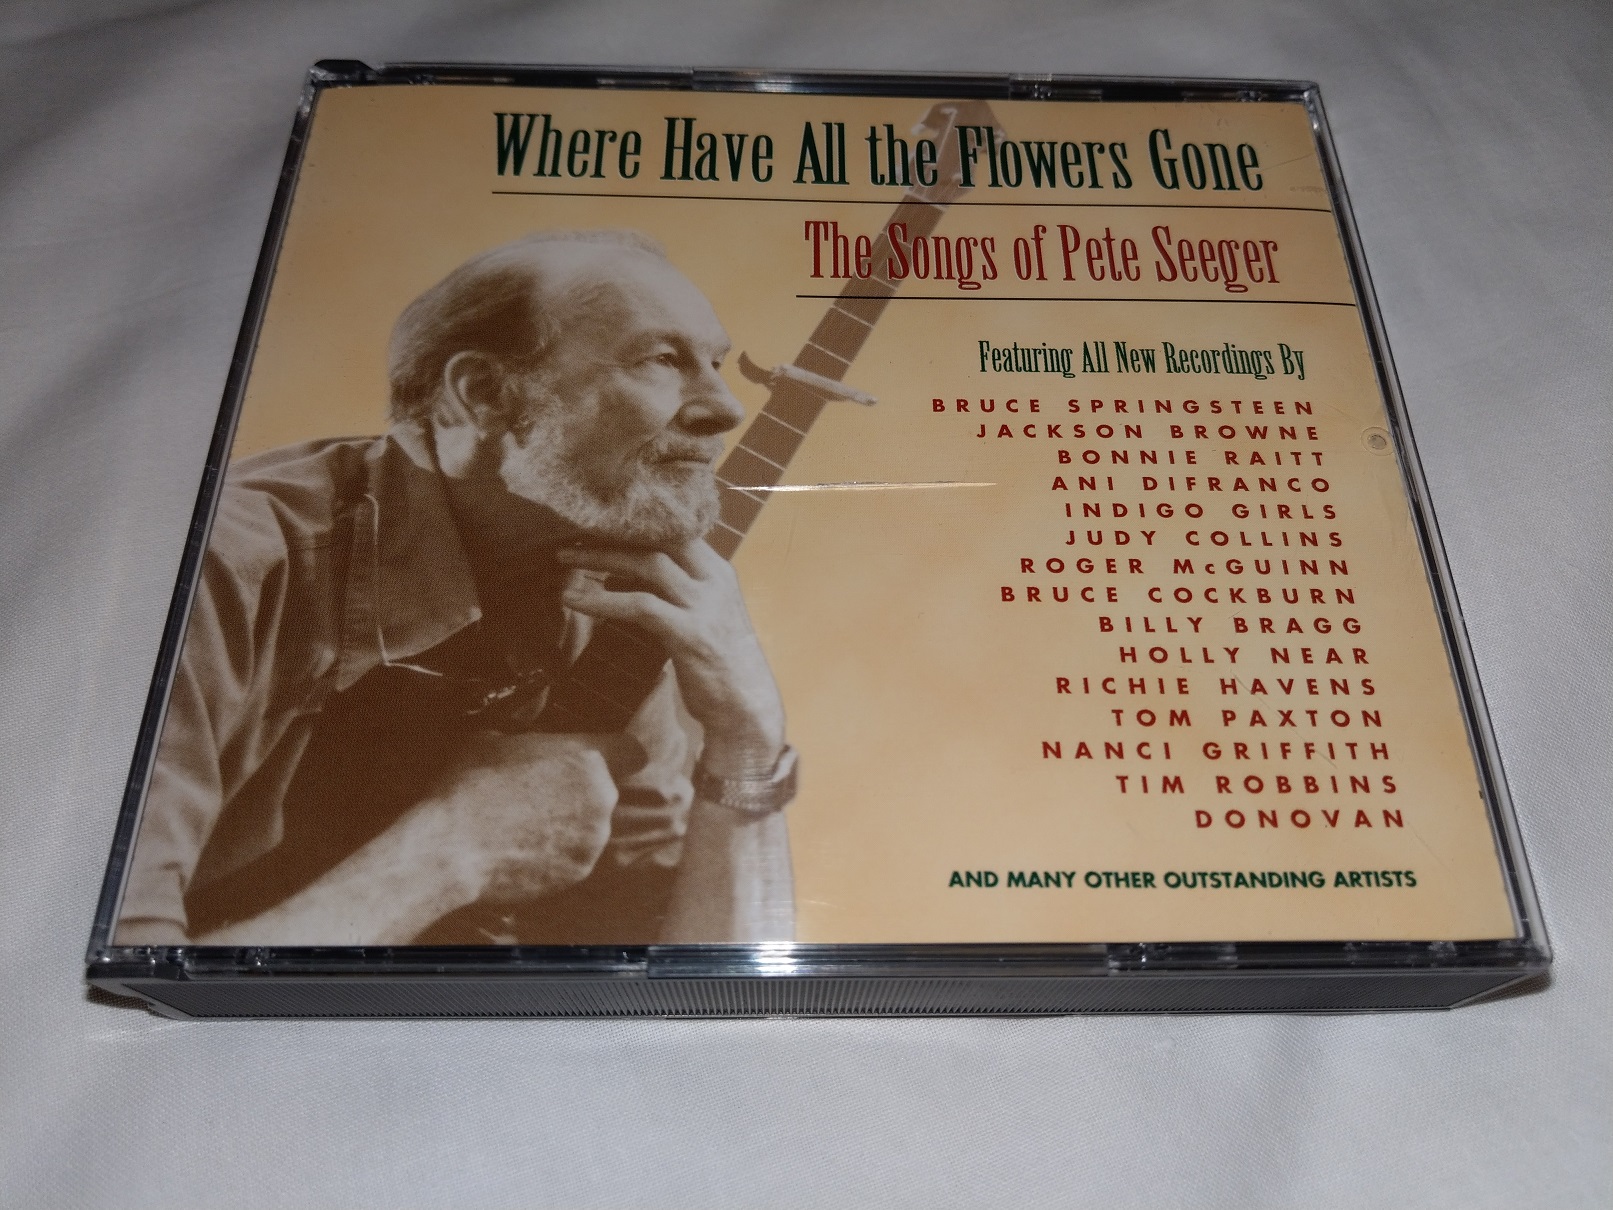 Where Have All the Flowers Gone
The Songs of Pete Seeger
Featuring All New Recordings By
BRUCE SPRINGSTEEN
JACKSON BROWNE
BONNIE RAITT
ANI DIFRANCO
INDIGO GIRLS
JUDY COLLINS
ROGER McGUINN
BRUCE COCKBURN
BILLY BRAGG
HOLLY NEAR
RICHIE HAVENS
TOM PAXTON
NANCI GRIFFITH
TIM ROBBINS
DONOVAN
AND MANY OTHER OUTSTANDING ARTISTS